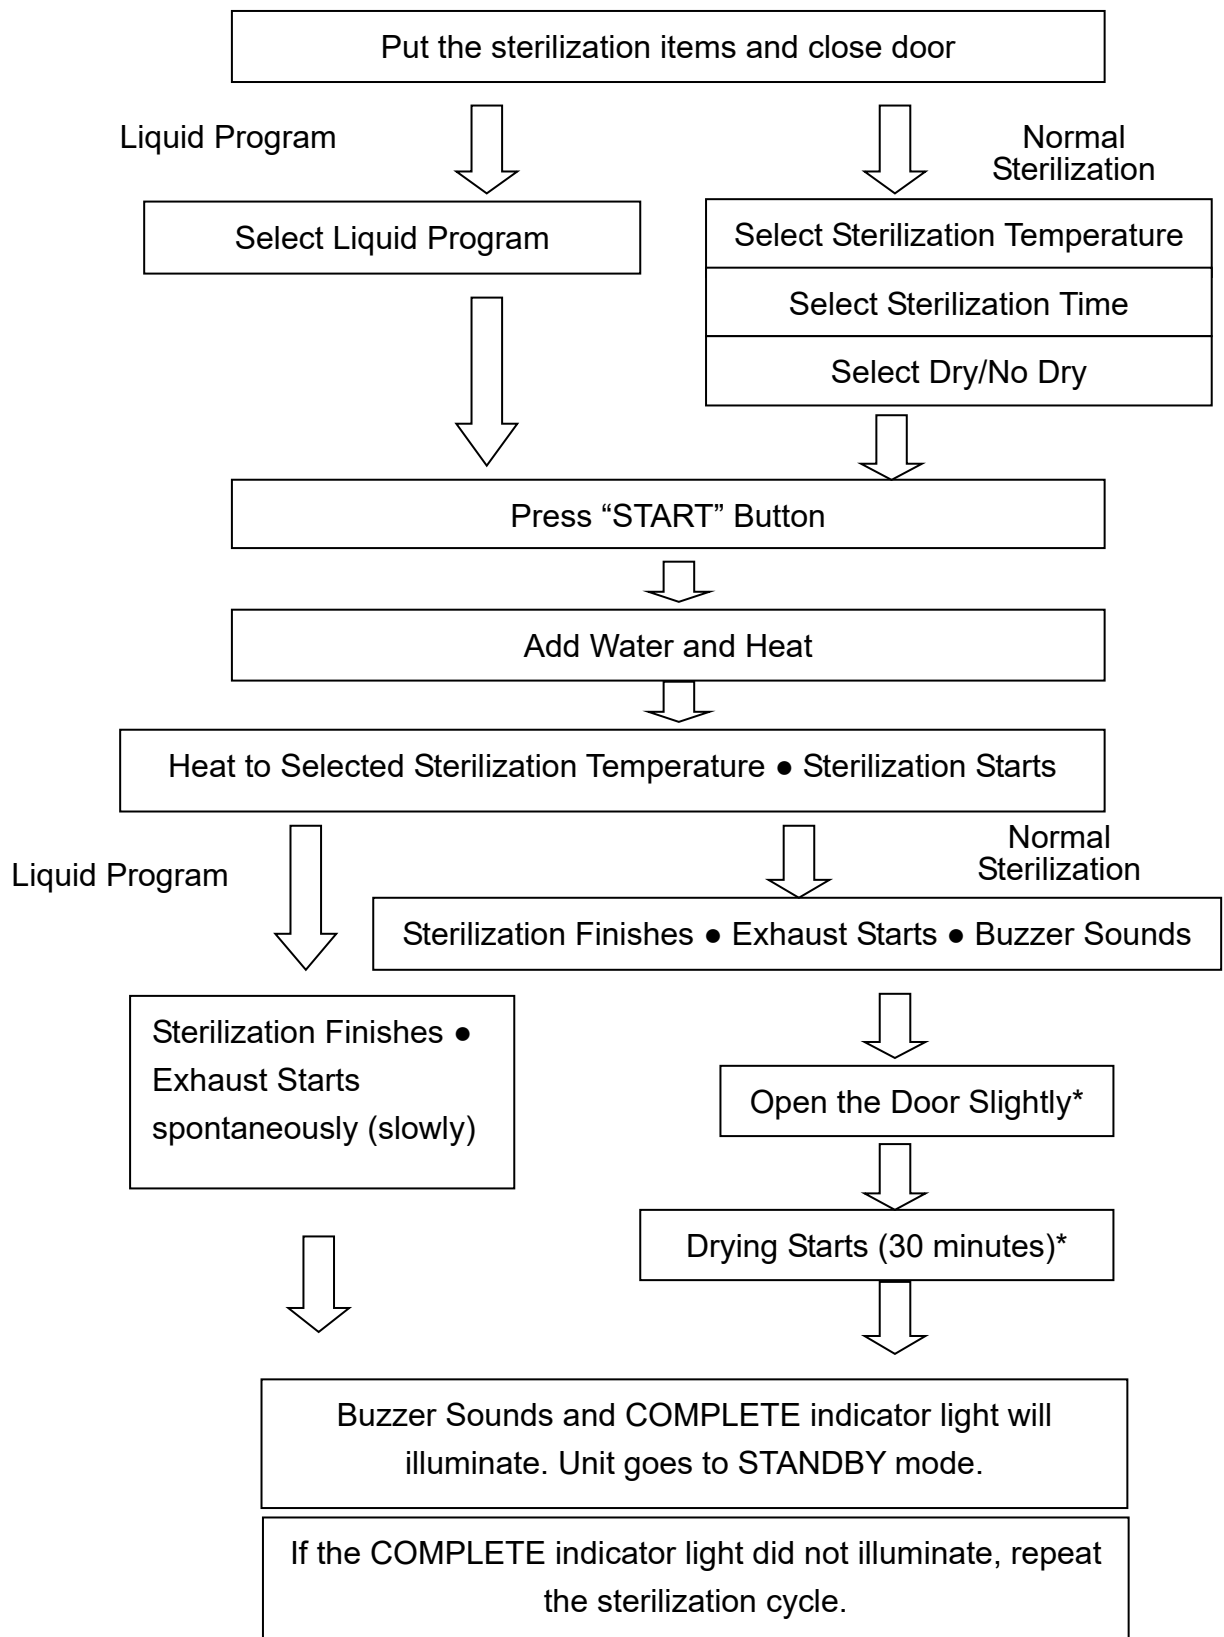 Put the sterilization items and close door
Liquid Program
Normal
Sterilization
Select Liquid Program
Select Sterilization Temperature
Select Sterilization Time
Select Dry/No Dry
Press “START” Button
Add Water and Heat
Heat to Selected Sterilization Temperature ● Sterilization Starts
Liquid Program
Normal
Sterilization
Sterilization Finishes ● Exhaust Starts ● Buzzer Sounds
Sterilization Finishes ●
Exhaust Starts
spontaneously (slowly)
Open the Door Slightly*
Drying Starts (30 minutes)*
Buzzer Sounds and COMPLETE indicator light will
illuminate. Unit goes to STANDBY mode.
If the COMPLETE indicator light did not illuminate, repeat
the sterilization cycle.